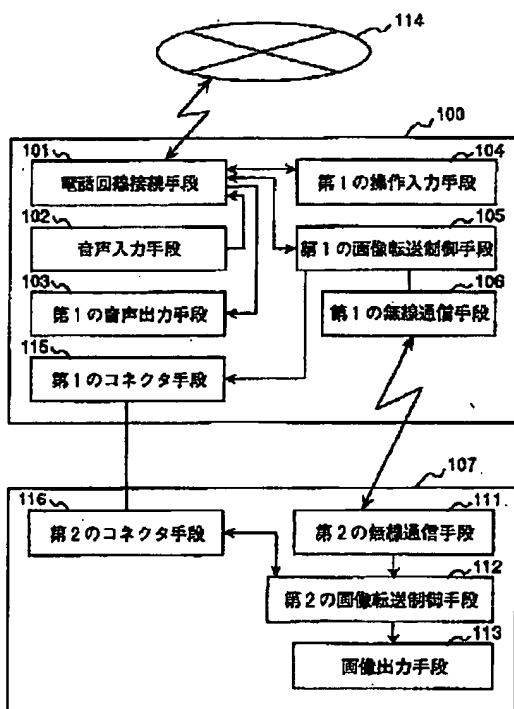 114
100
101
電話回線接続手段
104
第1の操作入力手段
102
音声入力手段
105
第1の画像転送制御手段
103
第1の音声出力手段
106
第1の無線通信手段
115
第1のコネクタ手段
107
116
第2のコネクタ手段
111
第2の無線通信手段
112
第2の画像転送制御手段
113
画像出力手段